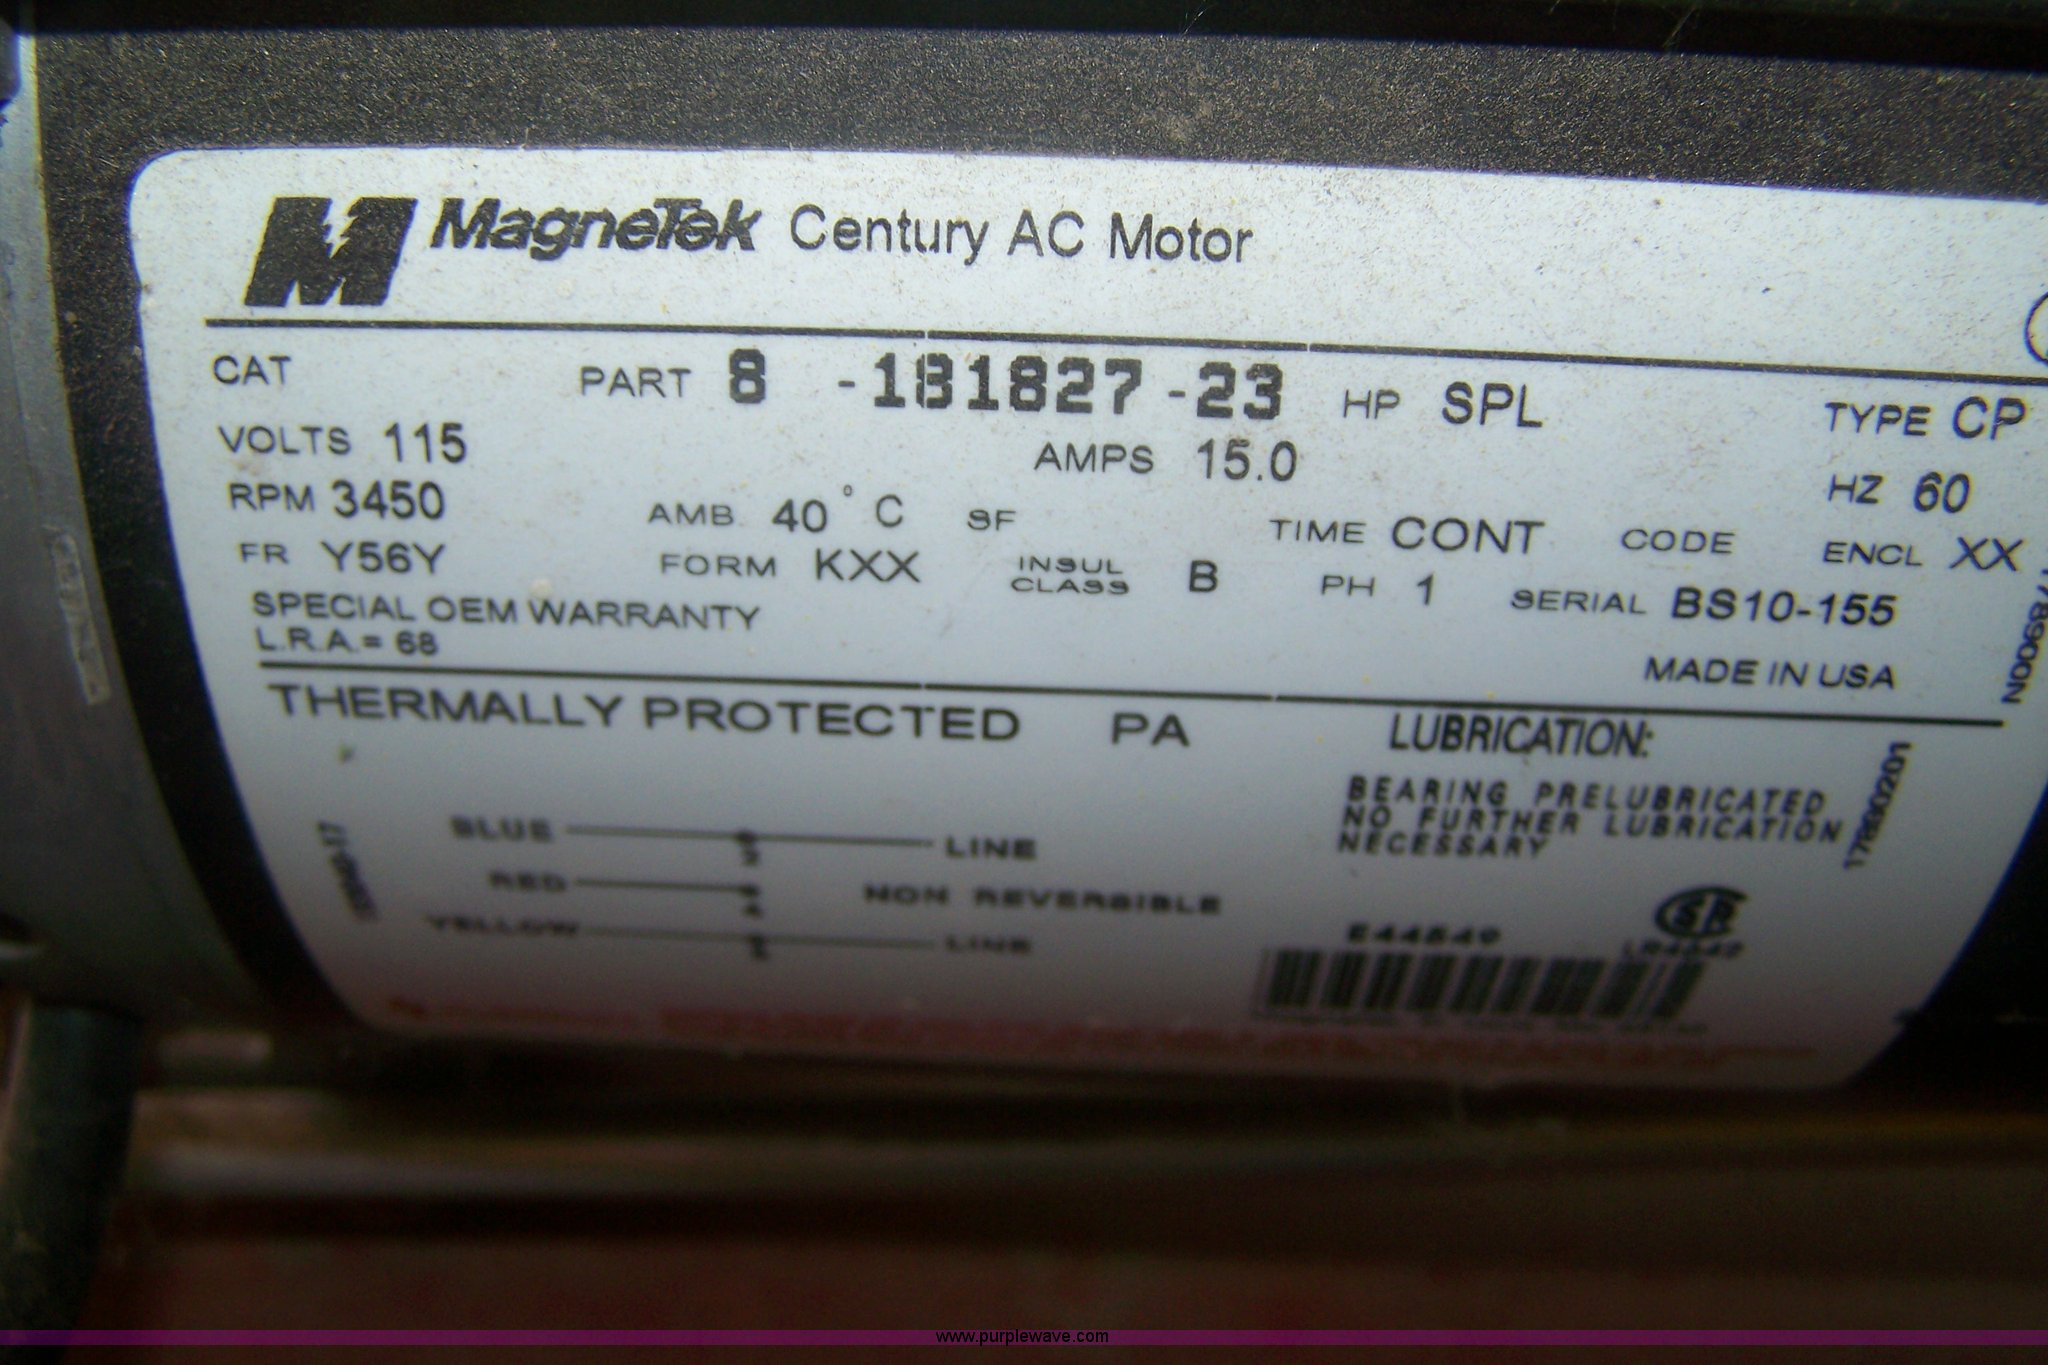 MagneTek Century AC Motor
CAT PART 8 -181827-23 HP SPL TYPE CP
VOLTS 115 AMPS 15.0 HZ 60
RPM 3450 AMB 40° C SF TIME CONT CODE ENCL XX
FR Y56Y FORM KXX INSUL CLASS B PH 1 SERIAL BS10-155
SPECIAL OEM WARRANTY
L.R.A.= 68
MADE IN USA
THERMALLY PROTECTED PA
LUBRICATION:
BEARING PRELUBRICATED
NO FURTHER LUBRICATION
NECESSARY
17890201
BLUE LINE
RED NON REVERSIBLE
YELLOW LINE
E44549
www.purplewave.com